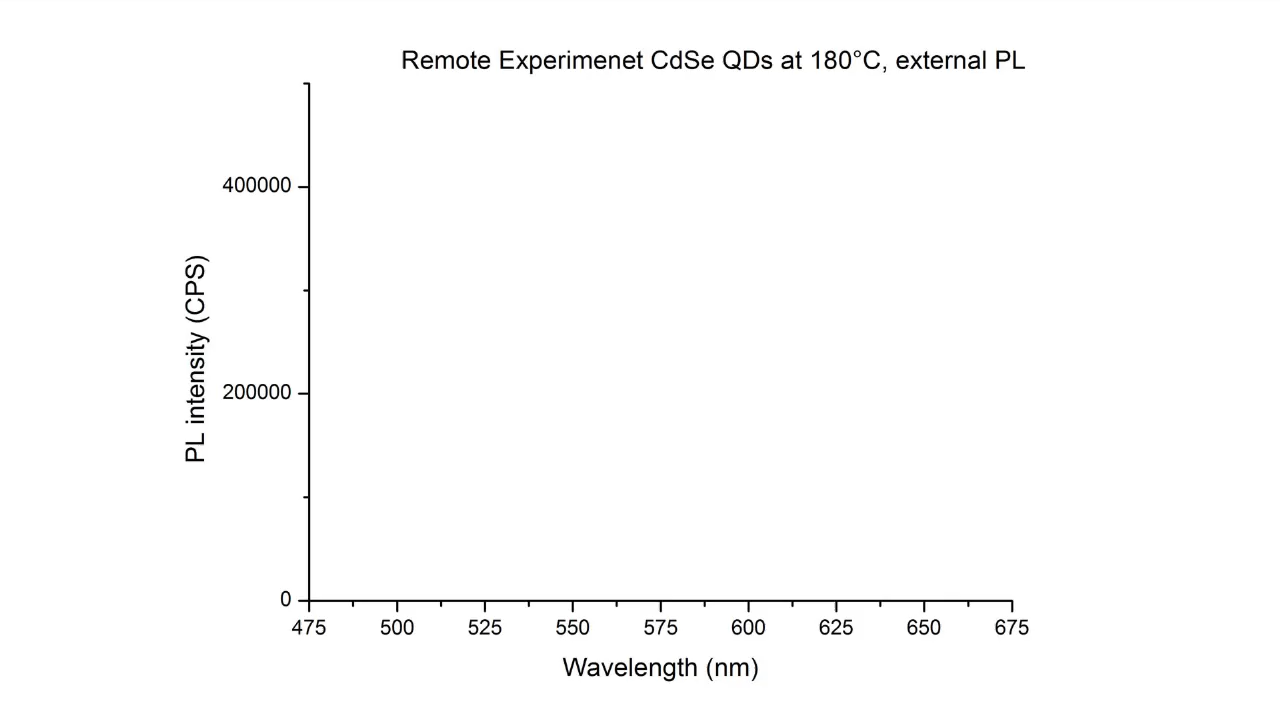 Remote Experimenet CdSe QDs at 180°C, external PL
400000
200000
0
PL intensity (CPS)
475 500 525 550 575 600 625 650 675
Wavelength (nm)